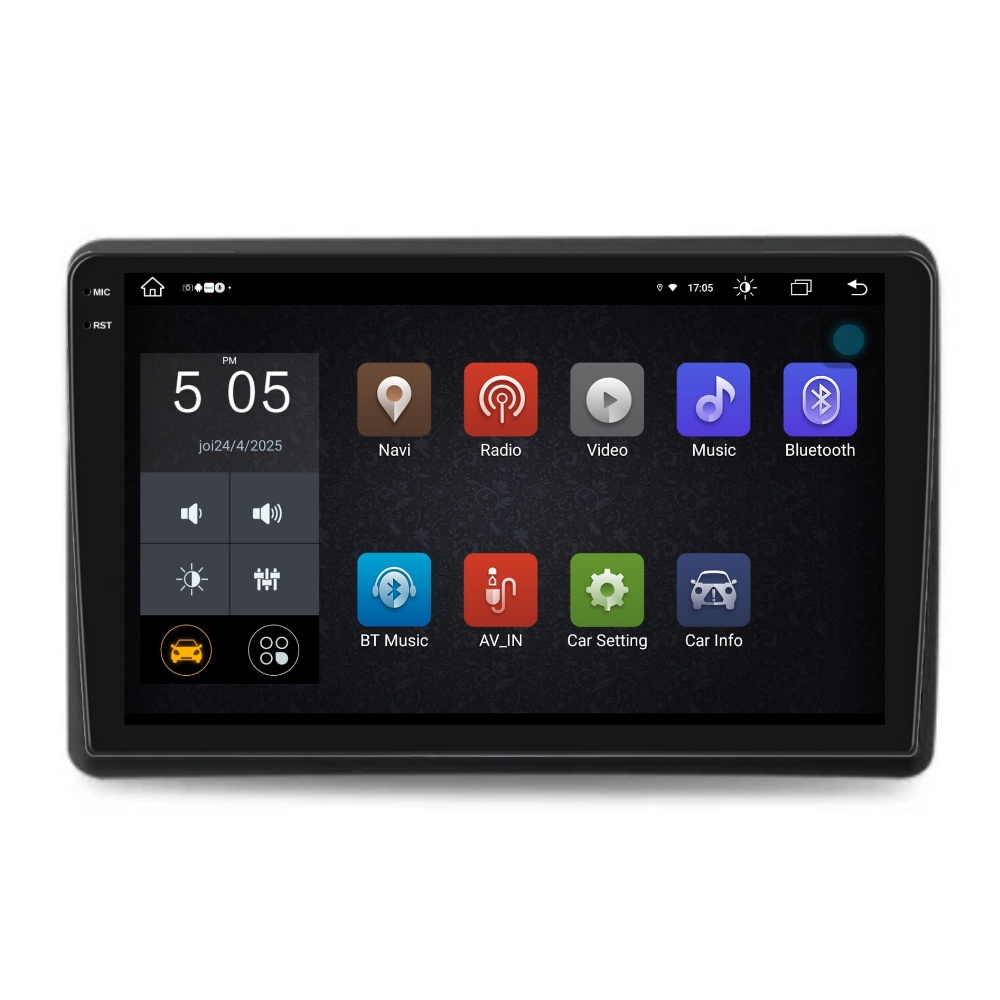 MIC
RST
17:05
PM
5 05
joi24/4/2025
Navi
Radio
Video
Music
Bluetooth
BT Music
AV_IN
Car Setting
Car Info